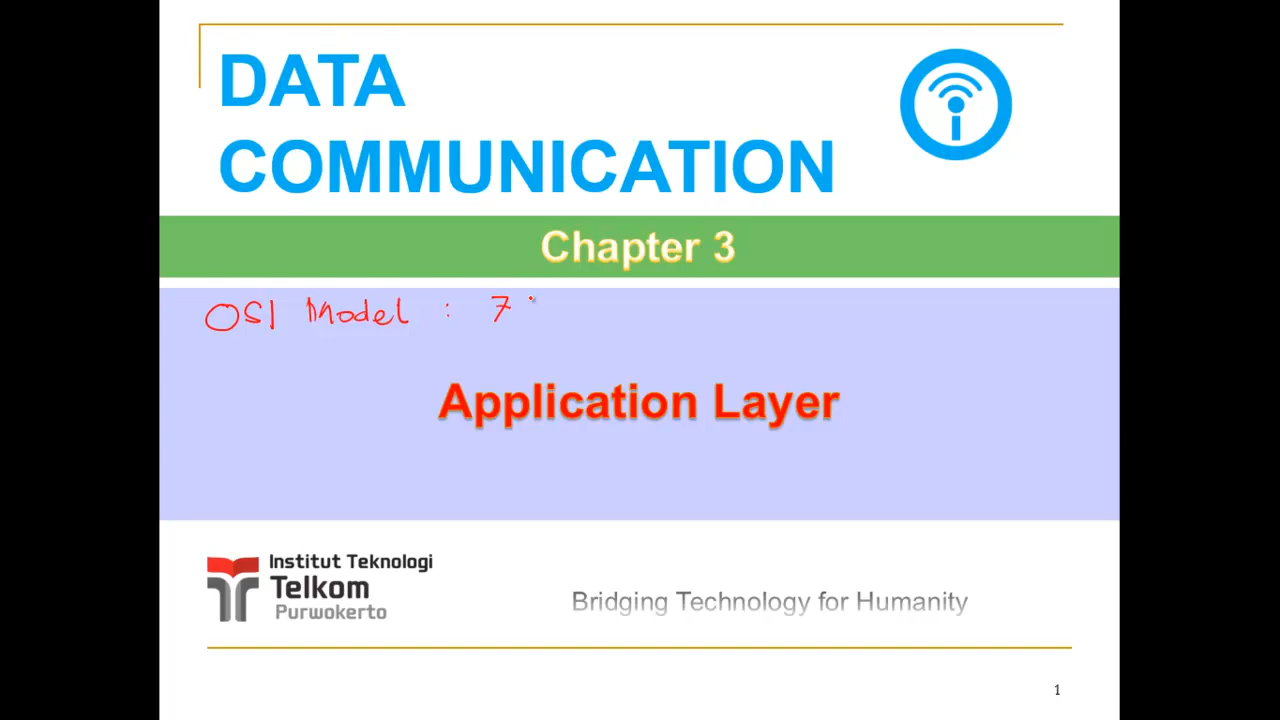 DATA
COMMUNICATION
Chapter 3
OSI Model : 7
Application Layer
Institut Teknologi
Telkom
Purwokerto
Bridging Technology for Humanity
1